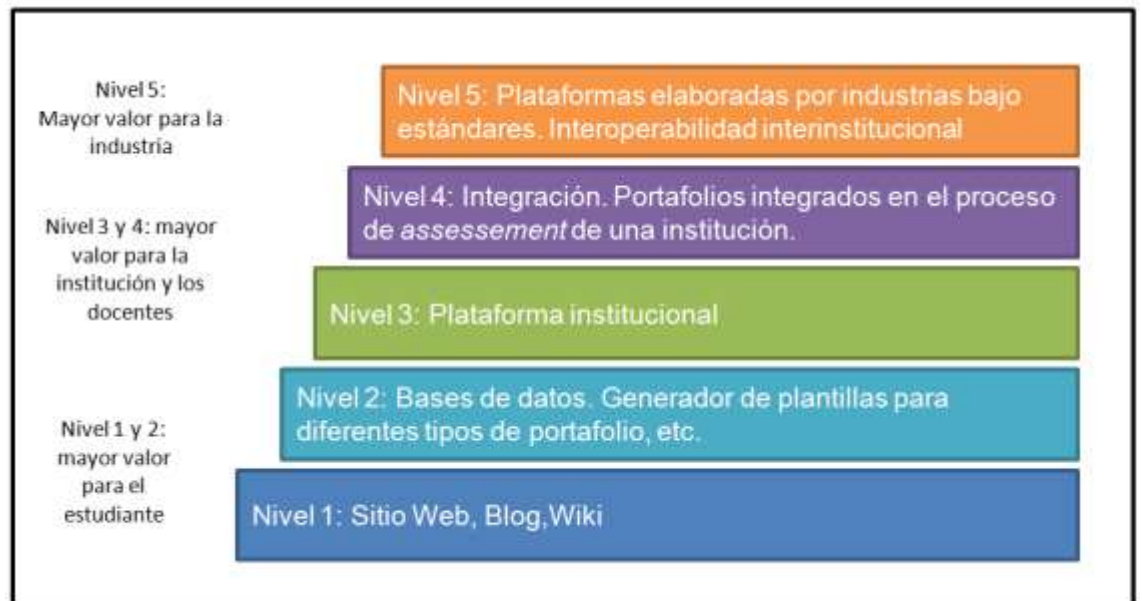 Nivel 5:
Mayor valor para la
industria
Nivel 5: Plataformas elaboradas por industrias bajo
estándares. Interoperabilidad interinstitucional
Nivel 3 y 4: mayor
valor para la
institución y los
docentes
Nivel 4: Integración. Portafolios integrados en el proceso
de assessement de una institución.
Nivel 3: Plataforma institucional
Nivel 1 y 2:
mayor valor
para el
estudiante
Nivel 2: Bases de datos. Generador de plantillas para
diferentes tipos de portafolio, etc.
Nivel 1: Sitio Web, Blog,Wiki